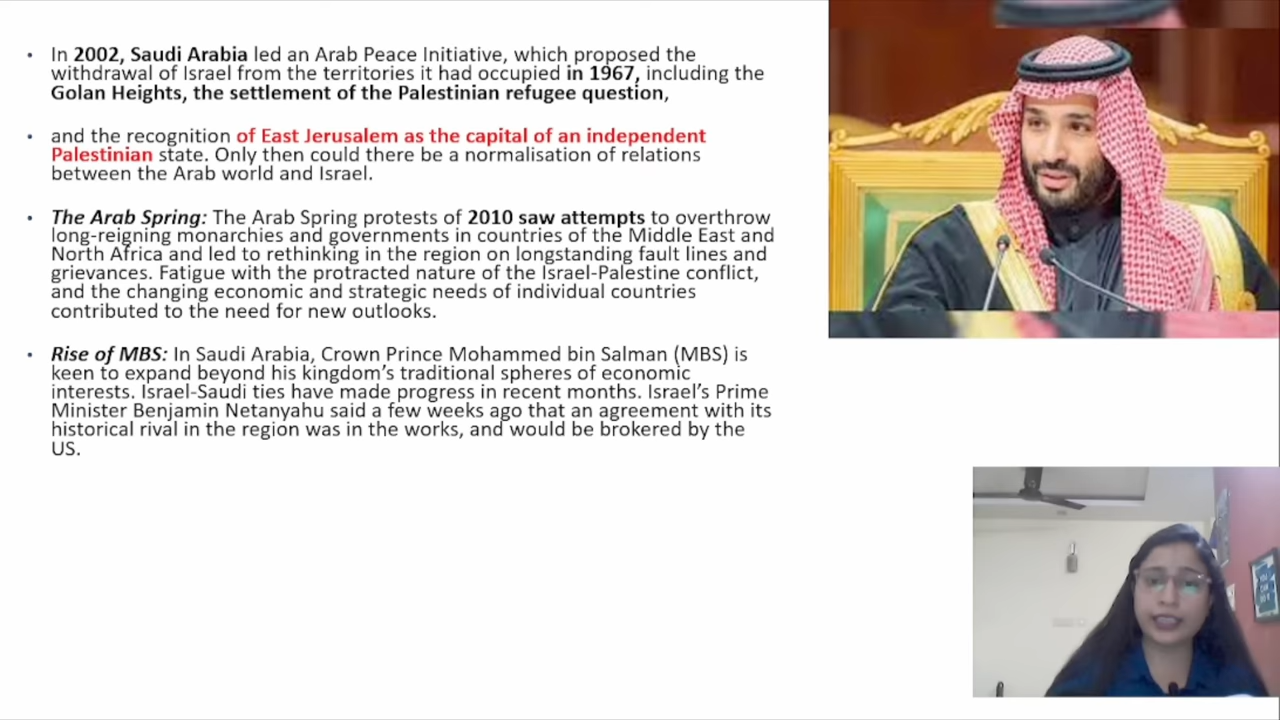 • In 2002, Saudi Arabia led an Arab Peace Initiative, which proposed the
withdrawal of Israel from the territories it had occupied in 1967, including the
Golan Heights, the settlement of the Palestinian refugee question,
• and the recognition of East Jerusalem as the capital of an independent
Palestinian state. Only then could there be a normalisation of relations
between the Arab world and Israel.
• The Arab Spring: The Arab Spring protests of 2010 saw attempts to overthrow
long-reigning monarchies and governments in countries of the Middle East and
North Africa and led to rethinking in the region on longstanding fault lines and
grievances. Fatigue with the protracted nature of the Israel-Palestine conflict,
and the changing economic and strategic needs of individual countries
contributed to the need for new outlooks.
• Rise of MBS: In Saudi Arabia, Crown Prince Mohammed bin Salman (MBS) is
keen to expand beyond his kingdom’s traditional spheres of economic
interests. Israel-Saudi ties have made progress in recent months. Israel’s Prime
Minister Benjamin Netanyahu said a few weeks ago that an agreement with its
historical rival in the region was in the works, and would be brokered by the
US.
YOU
CAN
DO IT